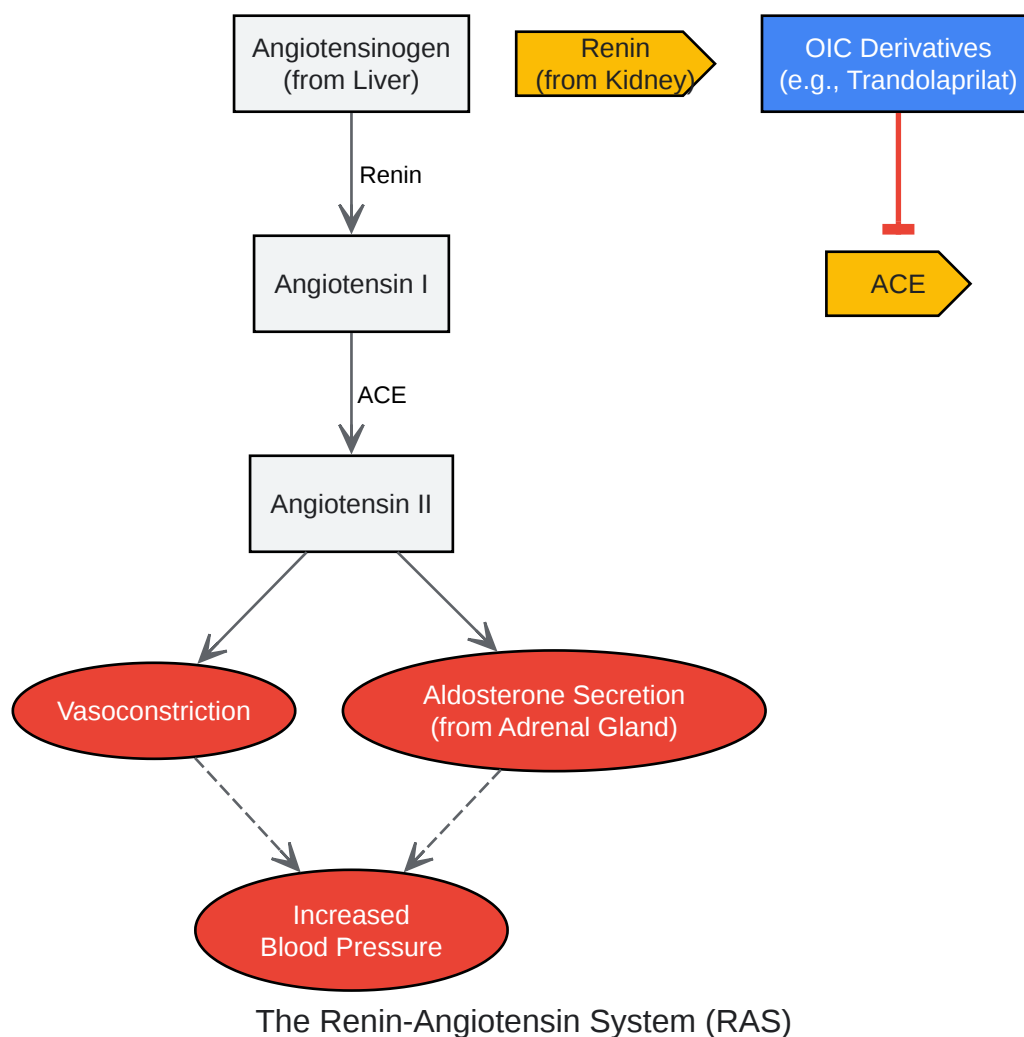 Angiotensinogen
(from Liver)
Renin
(from Kidney)
OIC Derivatives
(e.g., Trandolaprilat)
Renin
Angiotensin I
ACE
ACE
Angiotensin II
Vasoconstriction
Aldosterone Secretion
(from Adrenal Gland)
Increased
Blood Pressure
The Renin-Angiotensin System (RAS)